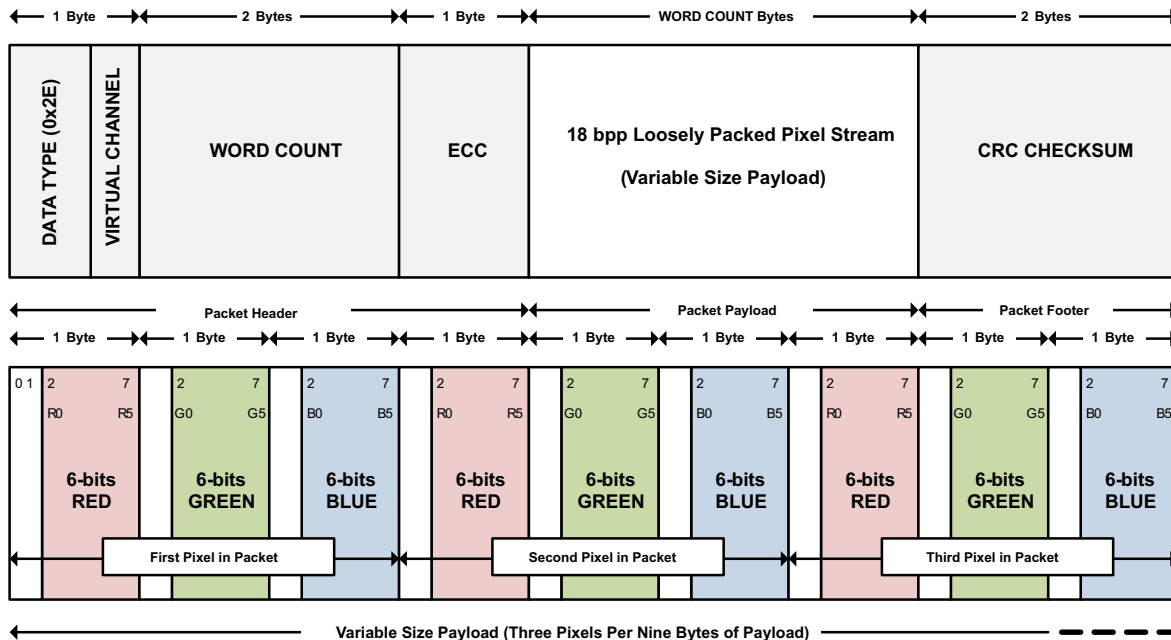 1 Byte 2 Bytes 1 Byte WORD COUNT Bytes 2 Bytes
DATA TYPE (0x2E)
VIRTUAL CHANNEL
WORD COUNT
ECC
18 bpp Loosely Packed Pixel Stream
(Variable Size Payload)
CRC CHECKSUM
Packet Header Packet Payload Packet Footer
1 Byte 1 Byte 1 Byte 1 Byte 1 Byte 1 Byte 1 Byte 1 Byte 1 Byte
0 1 2 7 2 7 2 7 2 7 2 7 2 7 2 7 2 7 2 7
R0 R5 G0 G5 B0 B5 R0 R5 G0 G5 B0 B5 R0 R5 G0 G5 B0 B5
6-bits 6-bits 6-bits 6-bits 6-bits 6-bits 6-bits 6-bits 6-bits
RED GREEN BLUE RED GREEN BLUE RED GREEN BLUE
First Pixel in Packet Second Pixel in Packet Third Pixel in Packet
Variable Size Payload (Three Pixels Per Nine Bytes of Payload)